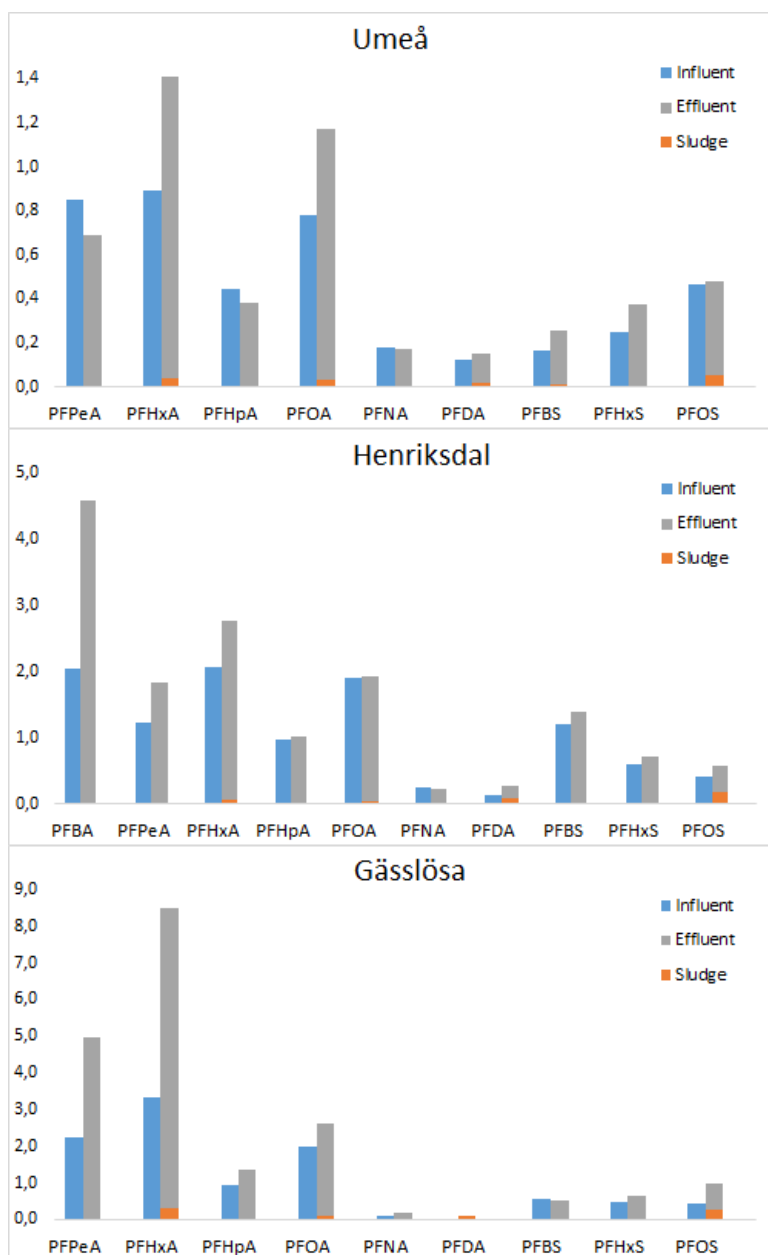 Umeå
Influent
Effluent
Sludge
1,4
1,2
1,0
0,8
0,6
0,4
0,2
0,0
PFPeA PFHxA PFHpA PFOA PFNA PFDA PFBS PFHxS PFOS
Henriksdal
Influent
Effluent
Sludge
5,0
4,0
3,0
2,0
1,0
0,0
PFBA PFPeA PFHxA PFHpA PFOA PFNA PFDA PFBS PFHxS PFOS
Gässlösa
Influent
Effluent
Sludge
9,0
8,0
7,0
6,0
5,0
4,0
3,0
2,0
1,0
0,0
PFPeA PFHxA PFHpA PFOA PFNA PFDA PFBS PFHxS PFOS